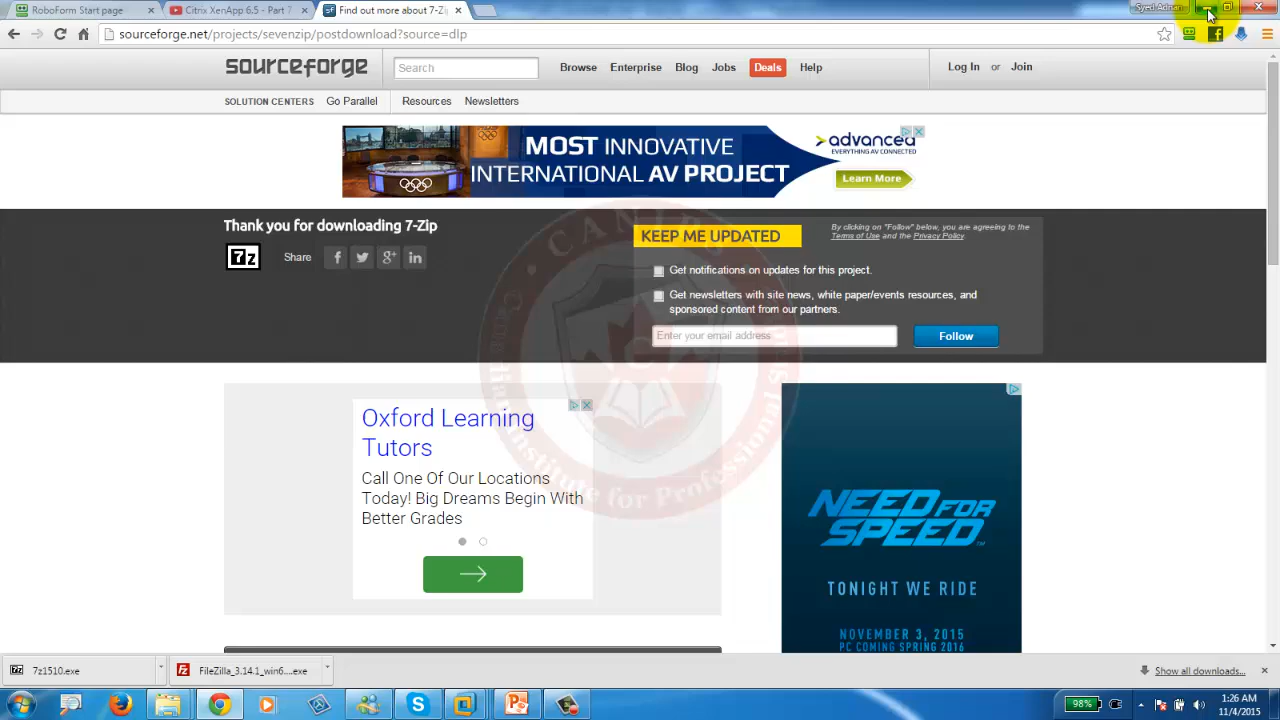 RoboForm Start page
Citrix XenApp 6.5 - Part 7
Find out more about 7-Zi
sourceforge.net/projects/sevenzip/postdownload?source=dlp
sourceforge
Search
Browse
Enterprise
Blog
Jobs
Deals
Help
Log In or Join
SOLUTION CENTERS
Go Parallel
Resources
Newsletters
MOST INNOVATIVE
INTERNATIONAL AV PROJECT
advanced
EVERYTHING AV CONNECTED
Learn More
Thank you for downloading 7-Zip
7z
Share
KEEP ME UPDATED
By clicking on "Follow" below, you are agreeing to the
Terms of Use and the Privacy Policy.
Get notifications on updates for this project.
Get newsletters with site news, white paper/events resources, and
sponsored content from our partners.
Enter your email address
Follow
Oxford Learning
Tutors
Call One Of Our Locations
Today! Big Dreams Begin With
Better Grades
NEED FOR
SPEED
TONIGHT WE RIDE
NOVEMBER 3, 2015
PC COMING SPRING 2016
7z1510.exe
FileZilla_3.14.1_win6....exe
Show all downloads...
98%
1:26 AM
11/4/2015